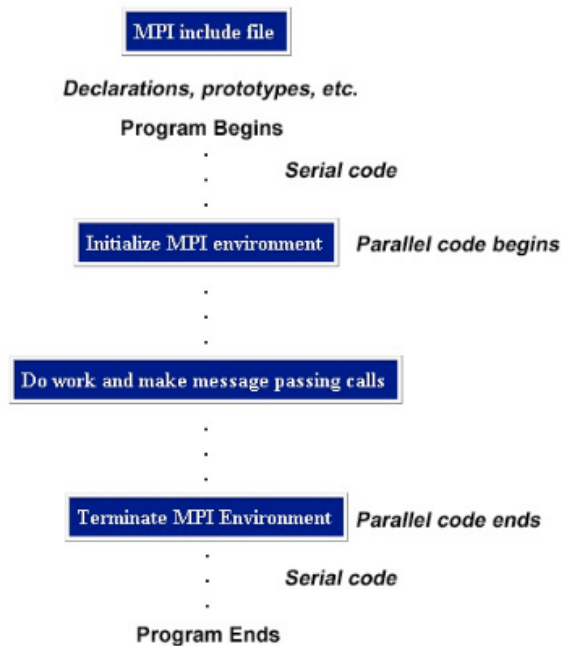 MPI include file
Declarations, prototypes, etc.
Program Begins
Serial code
Initialize MPI environment
Parallel code begins
Do work and make message passing calls
Terminate MPI Environment
Parallel code ends
Serial code
Program Ends